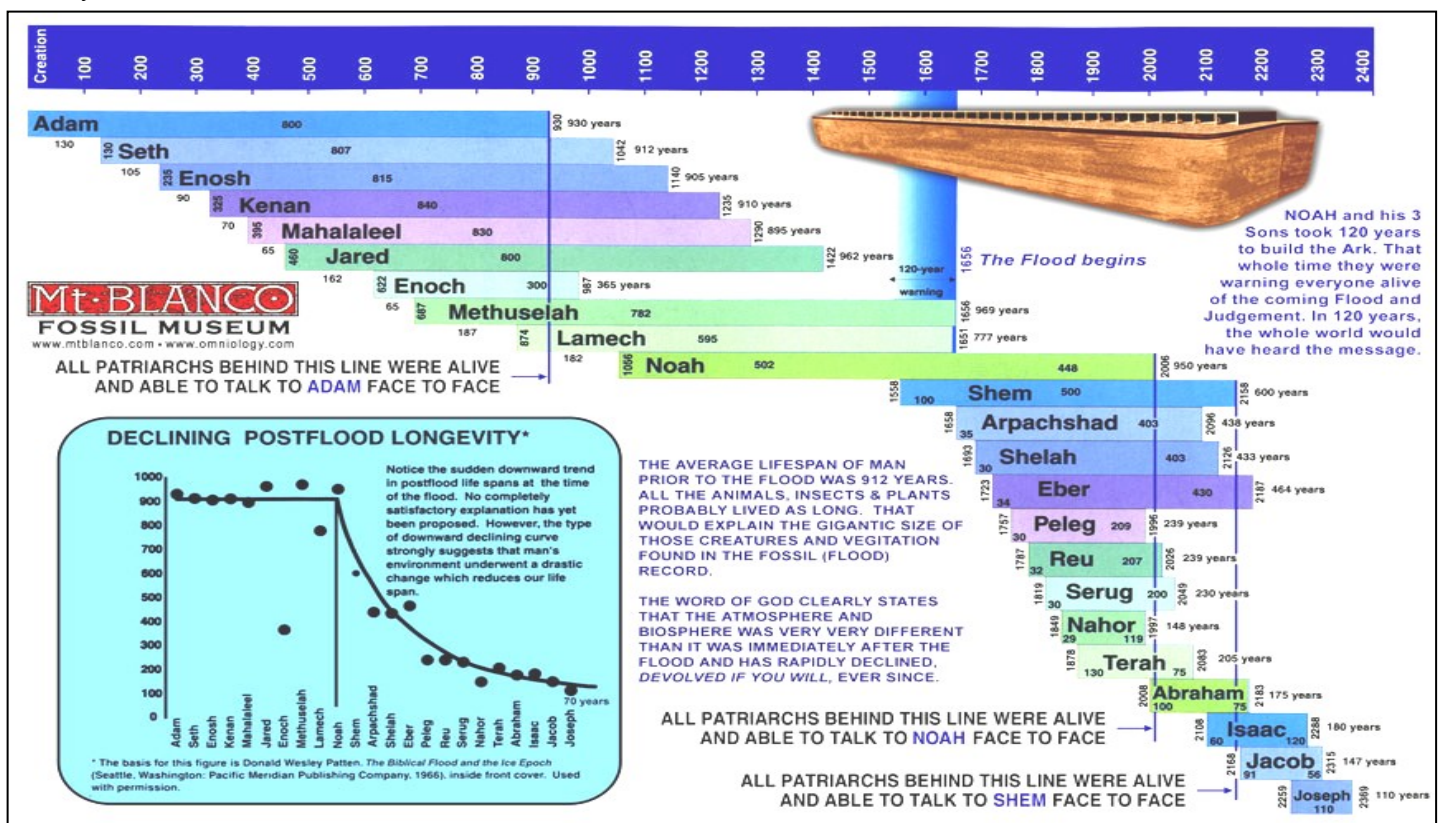 Creation 100 200 300 400 500 600 700 800 900 1000 1100 1200 1300 1400 1500 1600 1700 1800 1900 2000 2100 2200 2300 2400
Adam 800 930 930 years
130 130 Seth 807 1042 912 years
105 235 Enosh 815 1140 905 years
90 325 Kenan 840 1235 910 years
70 395 Mahalaleel 830 1290 895 years
65 460 Jared 800 1422 962 years
162 622 Enoch 300 987 365 years
65 687 Methuselah 782 1656 969 years
187 874 Lamech 595 1651 777 years
182 1056 Noah 502 448 2006 950 years
1558 100 Shem 500 2158 600 years
1658 35 Arpachshad 403 2096 438 years
1693 30 Shelah 403 2126 433 years
1723 34 Eber 430 2187 464 years
1757 30 Peleg 209 1996 239 years
1787 32 Reu 207 2026 239 years
1819 30 Serug 200 2049 230 years
1849 29 Nahor 119 1997 148 years
1878 130 Terah 75 2083 205 years
2008 100 Abraham 75 2183 175 years
2108 60 Isaac 120 2288 180 years
2168 91 Jacob 56 2315 147 years
2259 Joseph 110 2369 110 years
120-year
warning
1656 The Flood begins
NOAH and his 3
Sons took 120 years
to build the Ark. That
whole time they were
warning everyone alive
of the coming Flood and
Judgement. In 120 years,
the whole world would
have heard the message.
Mt·BLANCO
FOSSIL MUSEUM
www.mtblanco.com • www.omniology.com
ALL PATRIARCHS BEHIND THIS LINE WERE ALIVE
AND ABLE TO TALK TO ADAM FACE TO FACE
DECLINING POSTFLOOD LONGEVITY*
1000
900
800
700
600
500
400
300
200
100
0
Notice the sudden downward trend
in postflood life spans at the time
of the flood. No completely
satisfactory explanation has yet
been proposed. However, the type
of downward declining curve
strongly suggests that man's
environment underwent a drastic
change which reduces our life
span.
70 years
Adam Seth Enosh Kenan Mahalaleel Jared Enoch Methuselah Lamech Noah Shem Arpachshad Shelah Eber Peleg Reu Serug Nahor Terah Abraham Isaac Jacob Joseph
* The basis for this figure is Donald Wesley Patten, The Biblical Flood and the Ice Epoch
(Seattle, Washington: Pacific Meridian Publishing Company, 1966), inside front cover. Used
with permission.
THE AVERAGE LIFESPAN OF MAN
PRIOR TO THE FLOOD WAS 912 YEARS.
ALL THE ANIMALS, INSECTS & PLANTS
PROBABLY LIVED AS LONG. THAT
WOULD EXPLAIN THE GIGANTIC SIZE OF
THOSE CREATURES AND VEGITATION
FOUND IN THE FOSSIL (FLOOD)
RECORD.
THE WORD OF GOD CLEARLY STATES
THAT THE ATMOSPHERE AND
BIOSPHERE WAS VERY VERY DIFFERENT
THAN IT WAS IMMEDIATELY AFTER THE
FLOOD AND HAS RAPIDLY DECLINED,
DEVOLVED IF YOU WILL, EVER SINCE.
ALL PATRIARCHS BEHIND THIS LINE WERE ALIVE
AND ABLE TO TALK TO NOAH FACE TO FACE
ALL PATRIARCHS BEHIND THIS LINE WERE ALIVE
AND ABLE TO TALK TO SHEM FACE TO FACE